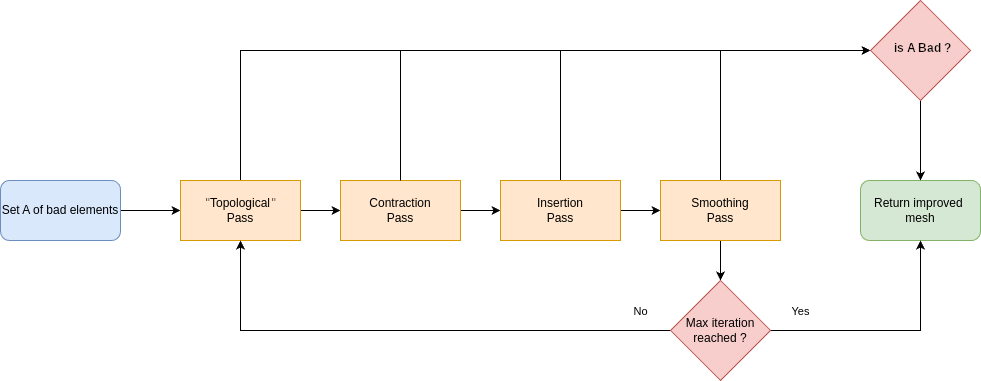 is A Bad ?
Set A of bad elements
"Topological"
Pass
Contraction
Pass
Insertion
Pass
Smoothing
Pass
Return improved
mesh
No
Max iteration
reached ?
Yes